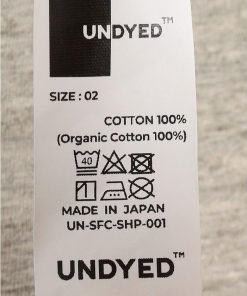 UNDYED™
SIZE : 02
COTTON 100%
(Organic Cotton 100%)
40
MADE IN JAPAN
UN-SFC-SHP-001
UNDYED™